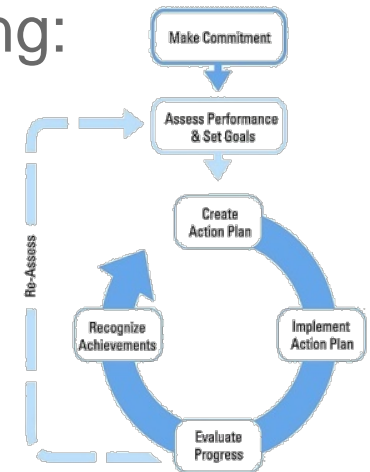 ng:
Make Commitment
Assess Performance
& Set Goals
Create
Action Plan
Re-Assess
Recognize
Achievements
Implement
Action Plan
Evaluate
Progress